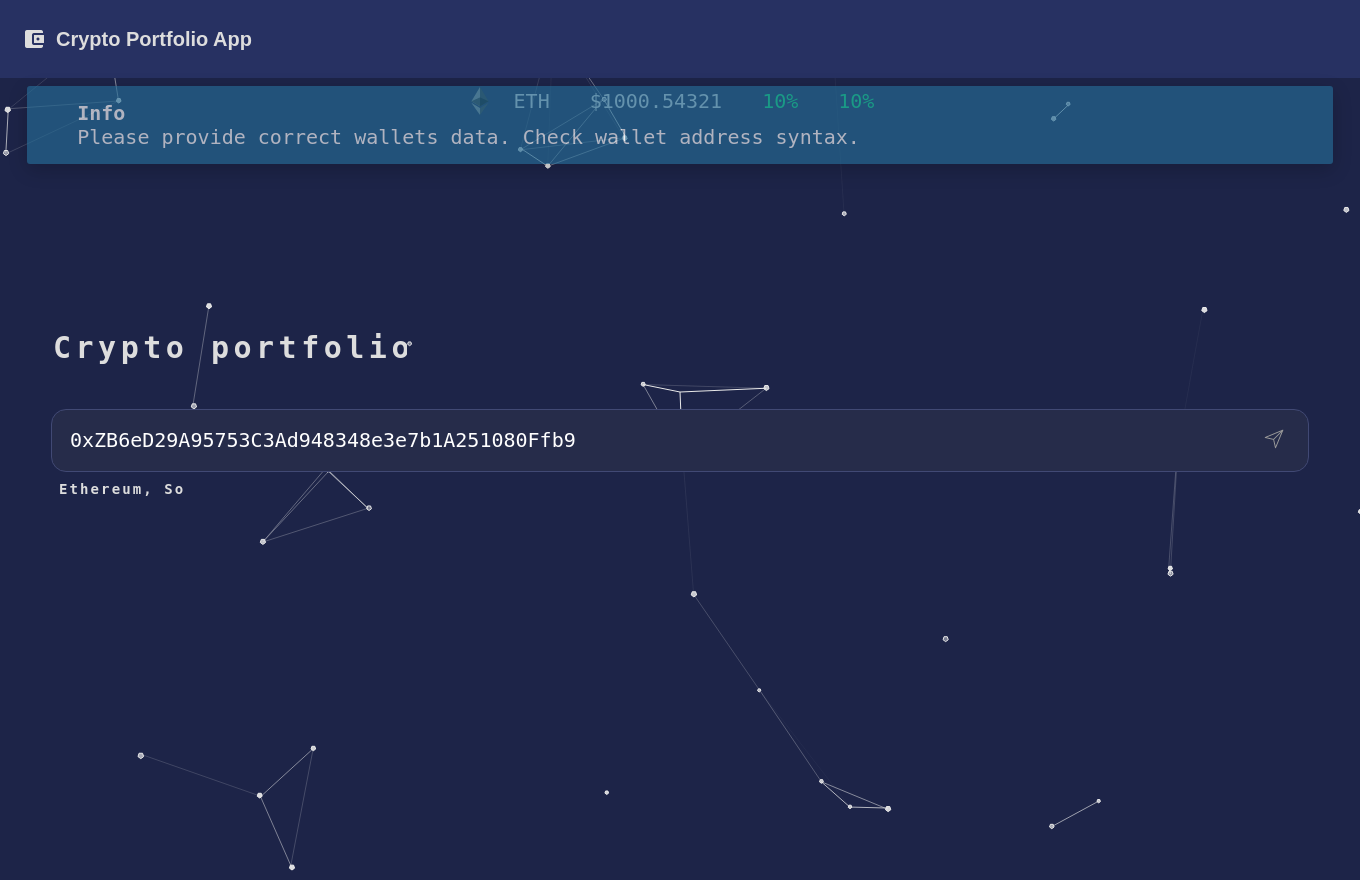 Crypto Portfolio App
ETH $1000.54321 10% 10%
Info
Please provide correct wallets data. Check wallet address syntax.
Crypto portfolio
0xZB6eD29A95753C3Ad948348e3e7b1A251080Ffb9
Ethereum, So